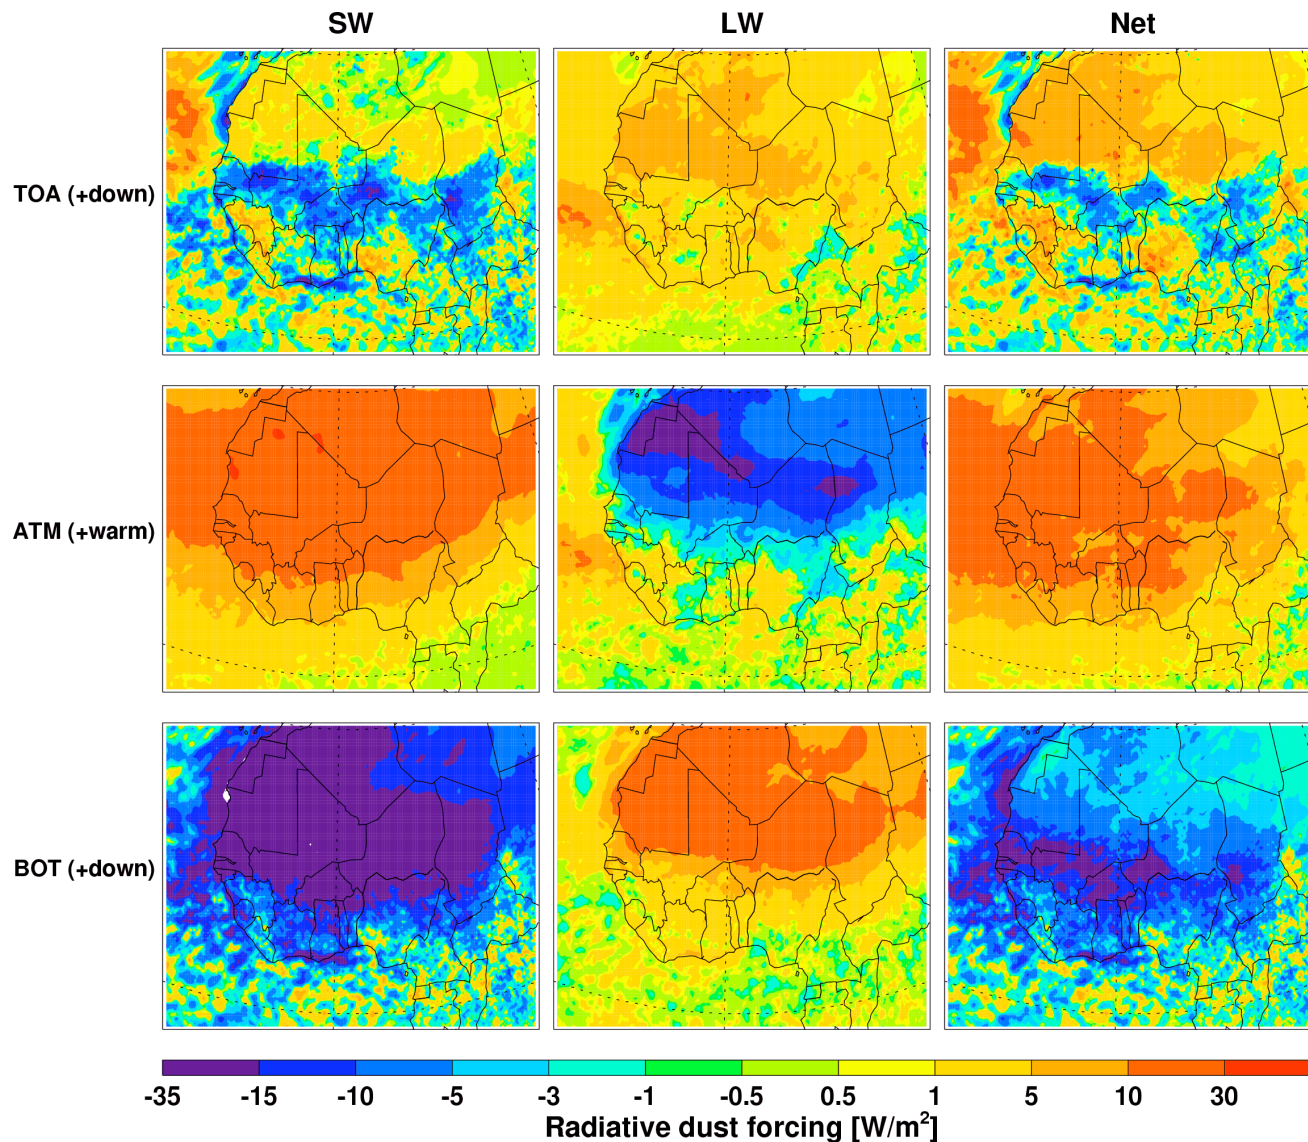 SW LW Net
TOA (+down)
ATM (+warm)
BOT (+down)
-35 -15 -10 -5 -3 -1 -0.5 0.5 1 5 10 30
Radiative dust forcing [W/m²]